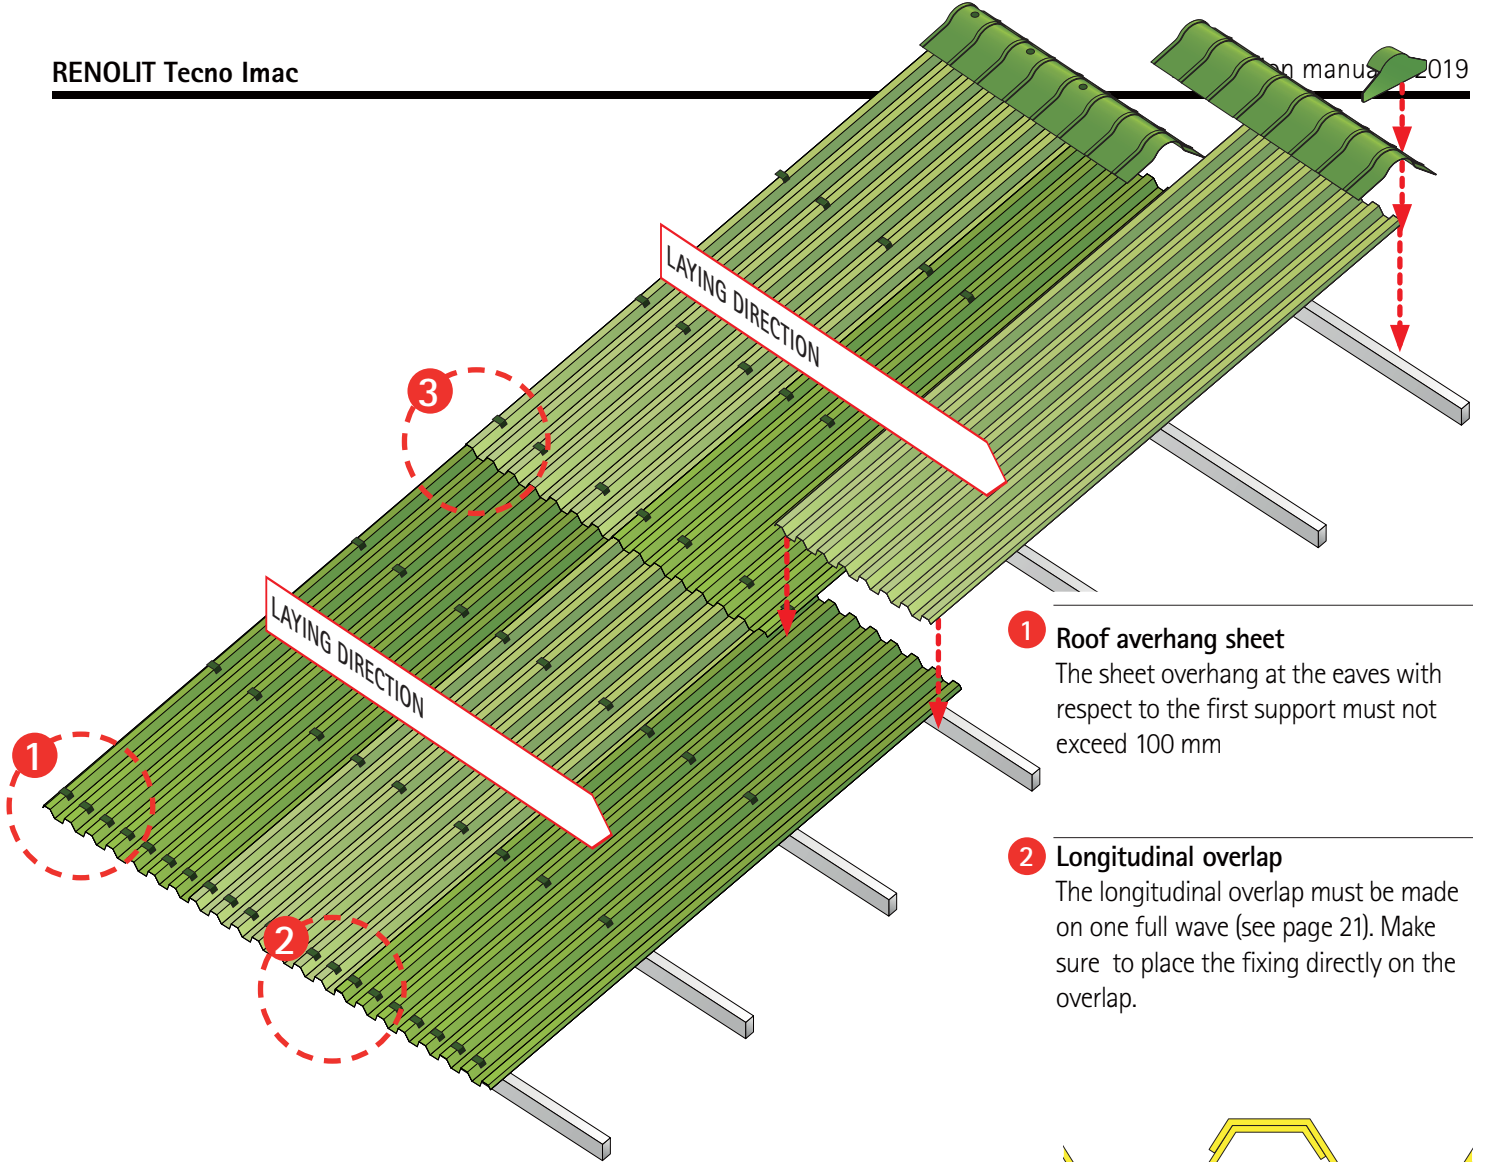 RENOLIT Tecno Imac
manua 2019
LAYING DIRECTION
3
LAYING DIRECTION
1
2
1 Roof averhang sheet
The sheet overhang at the eaves with
respect to the first support must not
exceed 100 mm
2 Longitudinal overlap
The longitudinal overlap must be made
on one full wave (see page 21). Make
sure to place the fixing directly on the
overlap.